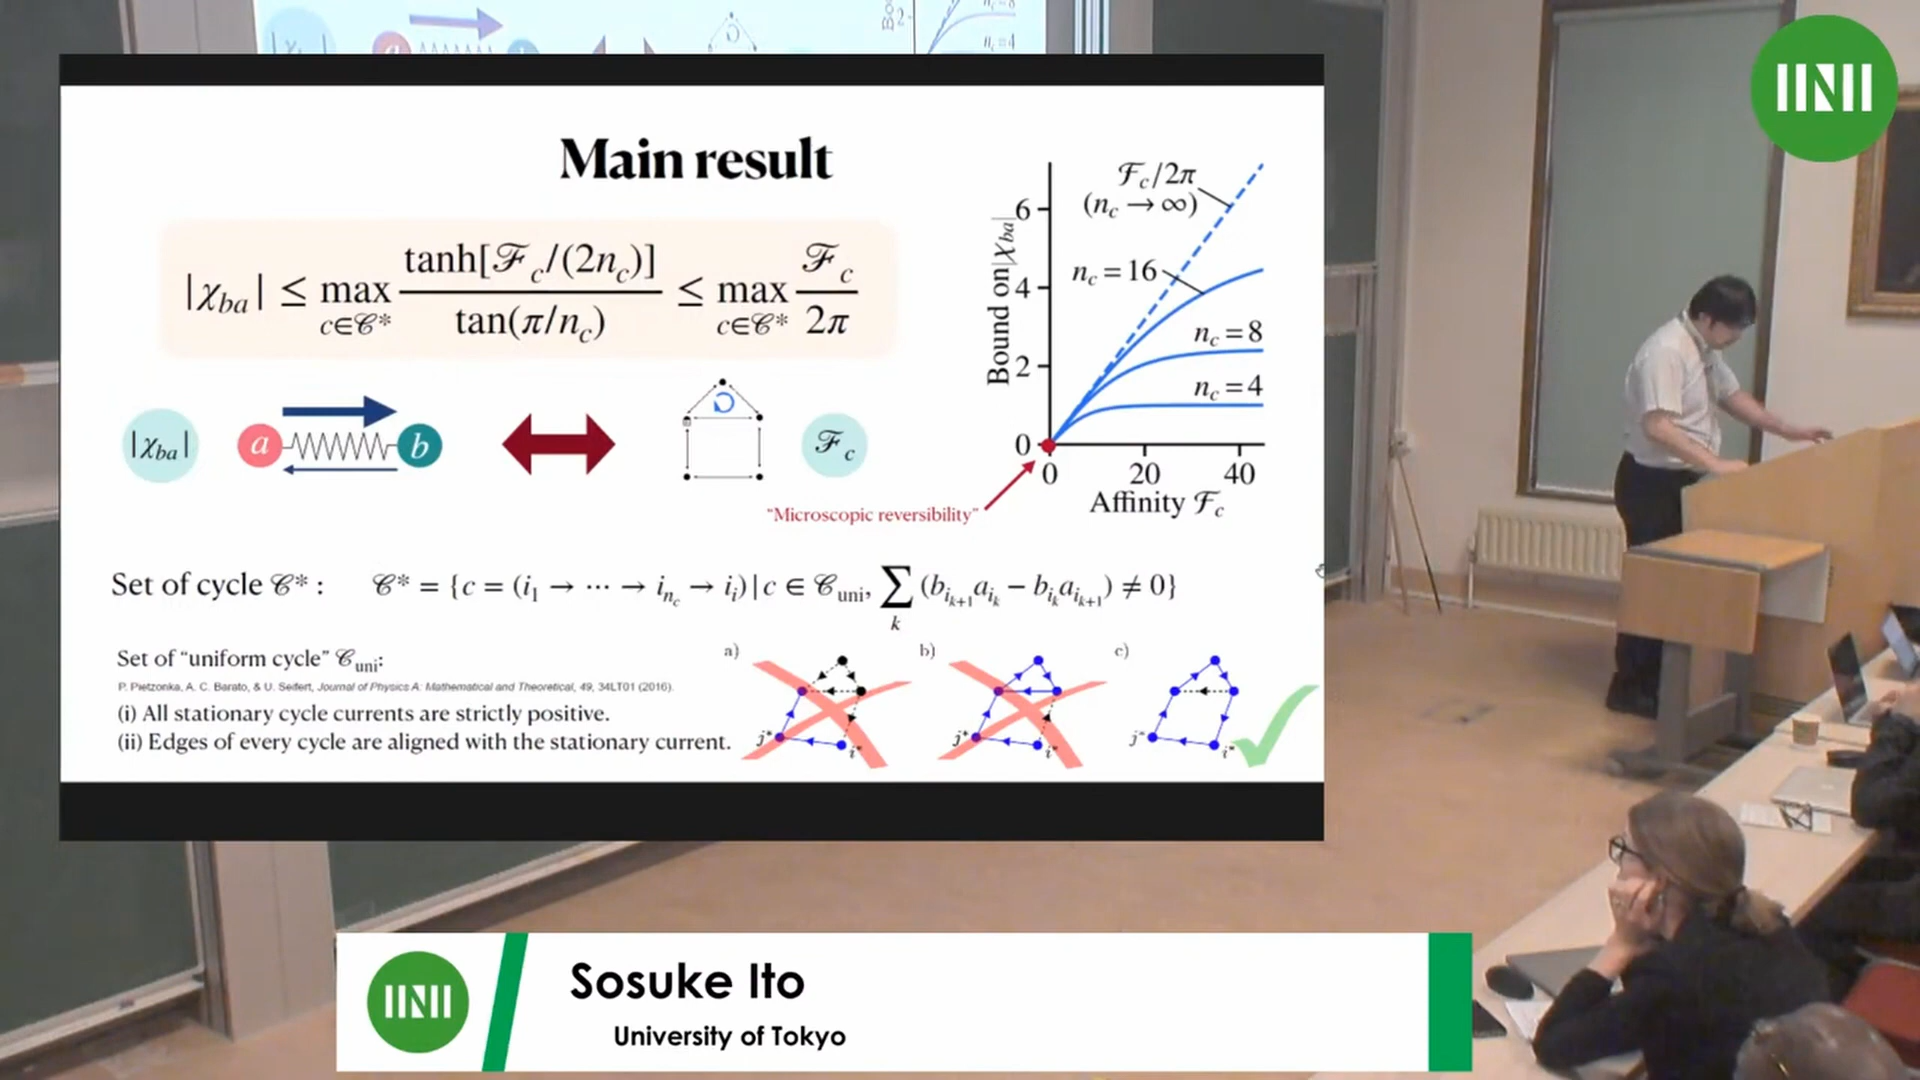 Main result
|χ_ba| ≤ max_{c∈𝒞*} tanh[ℱ_c/(2n_c)] / tan(π/n_c) ≤ max_{c∈𝒞*} ℱ_c / 2π
|χ_ba| a b ℱ_c
"Microscopic reversibility"
Bound on|χ_ba|
6
4
2
0
0 20 40
Affinity ℱ_c
ℱ_c/2π
(n_c → ∞)
n_c = 16
n_c = 8
n_c = 4
Set of cycle 𝒞* : 𝒞* = {c = (i_1 → ⋯ → i_{n_c} → i_i)|c ∈ 𝒞_uni, ∑_k (b_{i_{k+1}}a_{i_k} − b_{i_k}a_{i_{k+1}}) ≠ 0}
Set of "uniform cycle" 𝒞_uni:
P. Pietzonka, A. C. Barato, & U. Seifert, Journal of Physics A: Mathematical and Theoretical, 49, 34LT01 (2016).
(i) All stationary cycle currents are strictly positive.
(ii) Edges of every cycle are aligned with the stationary current.
a) j* i*
b) j* i*
c) j* i*
Sosuke Ito
University of Tokyo